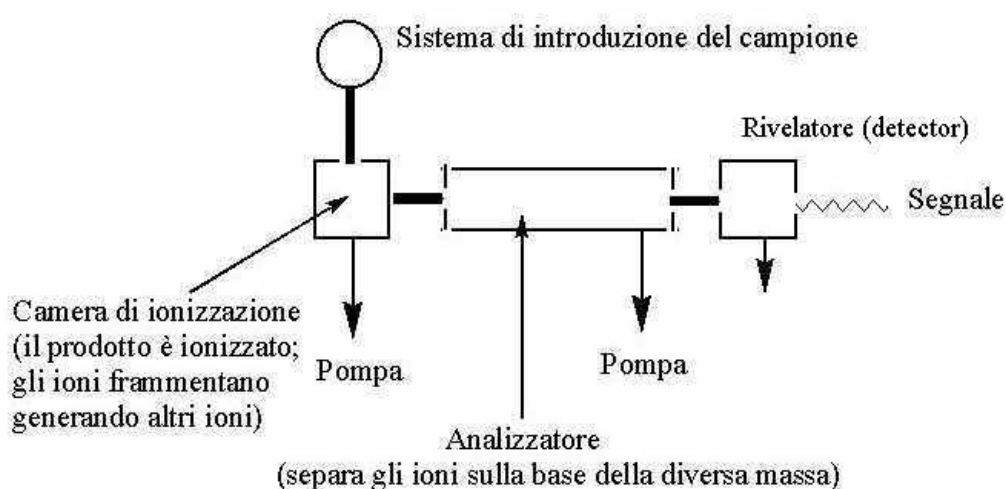 Sistema di introduzione del campione
Rivelatore (detector)
Segnale
Camera di ionizzazione
(il prodotto è ionizzato;
gli ioni frammentano
generando altri ioni)
Pompa
Pompa
Analizzatore
(separa gli ioni sulla base della diversa massa)